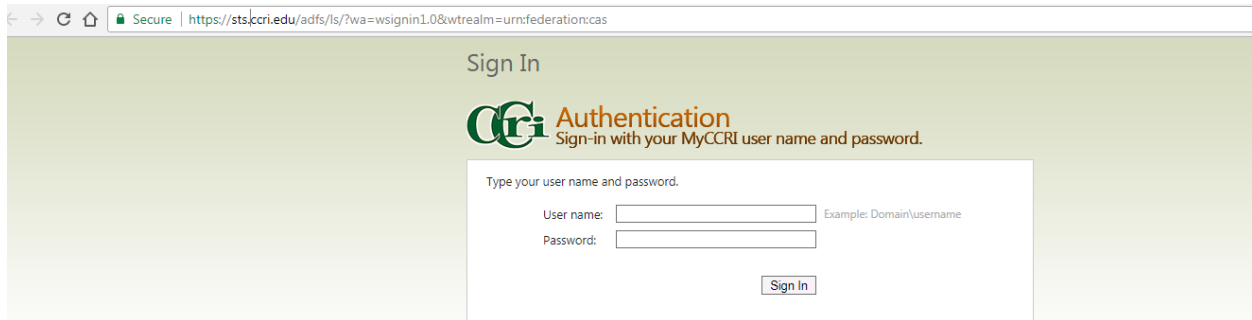 Secure | https://sts.ccri.edu/adfs/ls/?wa=wsignin1.0&wtrealm=urn:federation:cas
Sign In
CCri Authentication
Sign-in with your MyCCRI user name and password.
Type your user name and password.
User name: Example: Domain\username
Password:
Sign In